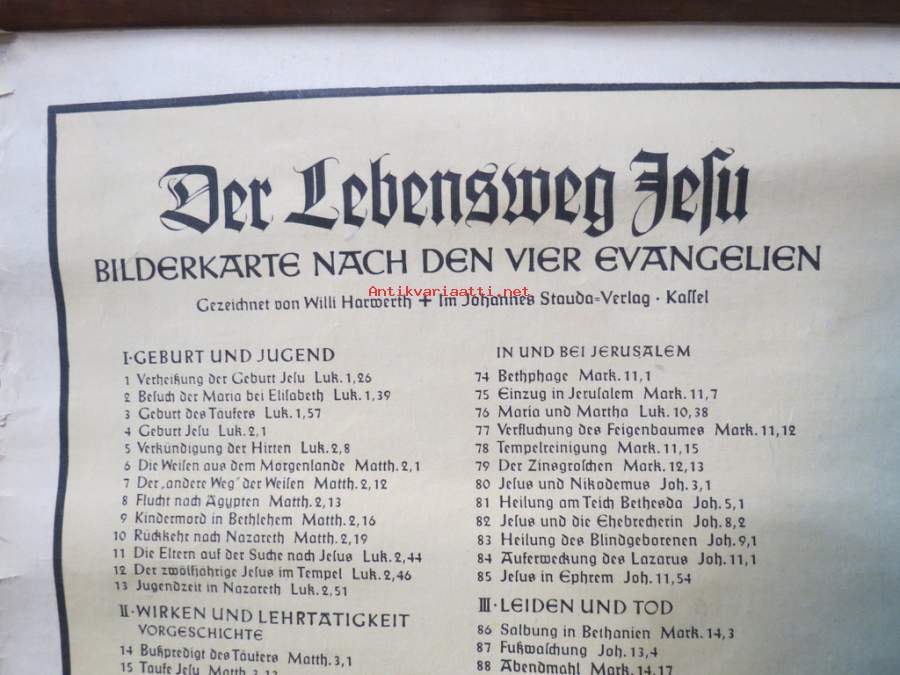 Der Lebensweg Jesu
BILDERKARTE NACH DEN VIER EVANGELIEN
Antikvariaatti.net
Gezeichnet von Willi Harwerth + Im Johannes Stauda=Verlag · Kassel
I·GEBURT UND JUGEND
1 Verheißung der Geburt Jesu Luk. 1,26
2 Besuch der Maria bei Elisabeth Luk. 1,39
3 Geburt des Täufers Luk. 1,57
4 Geburt Jesu Luk. 2,1
5 Verkündigung der Hirten Luk. 2,8
6 Die Weisen aus dem Morgenlande Matth. 2,1
7 Der „andere Weg" der Weisen Matth. 2,12
8 Flucht nach Ägypten Matth. 2,13
9 Kindermord in Bethlehem Matth. 2,16
10 Rückkehr nach Nazareth Matth. 2,19
11 Die Eltern auf der Suche nach Jesus Luk. 2,44
12 Der zwölfjährige Jesus im Tempel Luk. 2,46
13 Jugendzeit in Nazareth Luk. 2,51
II·WIRKEN UND LEHRTÄTIGKEIT
VORGESCHICHTE
14 Bußpredigt des Täufers Matth. 3,1
15 Taufe Jesu Matth. 3,13
IN UND BEI JERUSALEM
74 Bethphage Mark. 11,1
75 Einzug in Jerusalem Mark. 11,7
76 Maria und Martha Luk. 10,38
77 Verfluchung des Feigenbaumes Mark. 11,12
78 Tempelreinigung Mark. 11,15
79 Der Zinsgroschen Mark. 12,13
80 Jesus und Nikodemus Joh. 3,1
81 Heilung am Teich Bethesda Joh. 5,1
82 Jesus und die Ehebrecherin Joh. 8,2
83 Heilung des Blindgeborenen Joh. 9,1
84 Auferweckung des Lazarus Joh. 11,1
85 Jesus in Ephrem Joh. 11,54
III·LEIDEN UND TOD
86 Salbung in Bethanien Mark. 14,3
87 Fußwaschung Joh. 13,4
88 Abendmahl Mark. 14,17